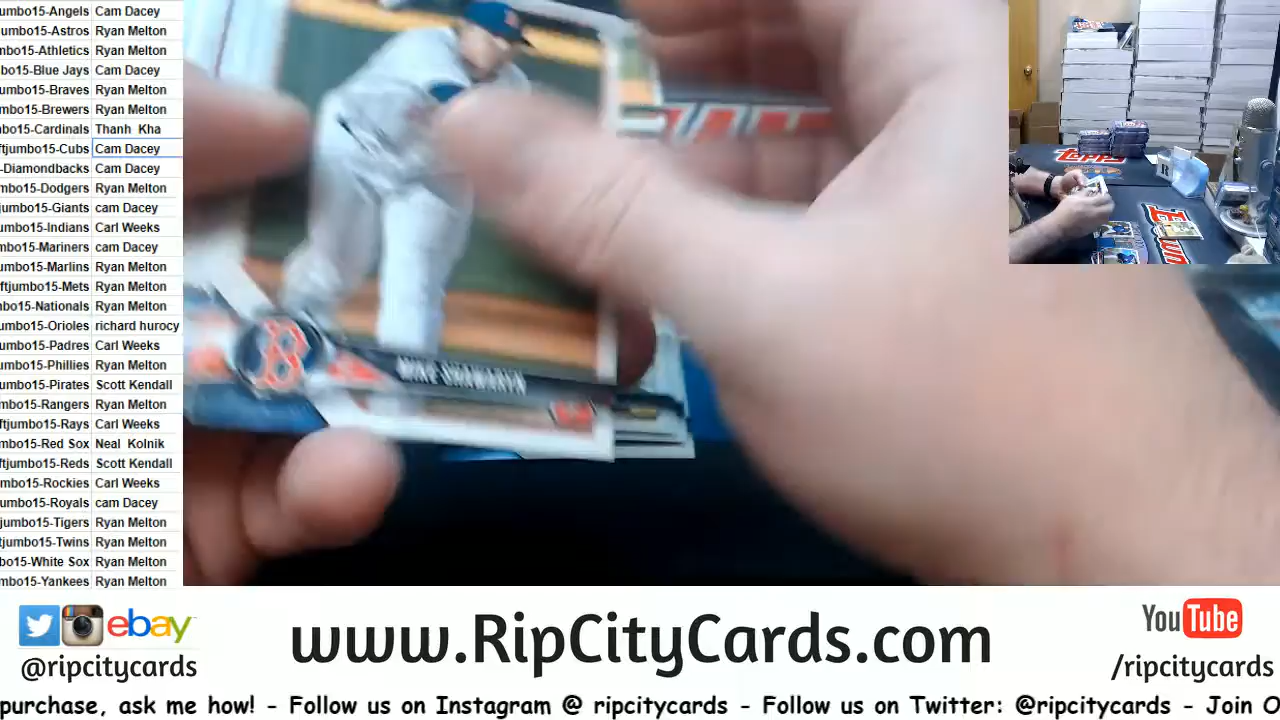 umbo15-Angels Cam Dacey
umbo15-Astros Ryan Melton
mbo15-Athletics Ryan Melton
bo15-Blue Jays Cam Dacey
umbo15-Braves Ryan Melton
mbo15-Brewers Ryan Melton
mbo15-Cardinals Thanh Kha
ftjumbo15-Cubs Cam Dacey
-Diamondbacks Cam Dacey
mbo15-Dodgers Ryan Melton
jumbo15-Giants cam Dacey
umbo15-Indians Carl Weeks
mbo15-Mariners cam Dacey
umbo15-Marlins Ryan Melton
ftjumbo15-Mets Ryan Melton
nbo15-Nationals Ryan Melton
umbo15-Orioles richard hurocy
umbo15-Padres Carl Weeks
umbo15-Phillies Ryan Melton
umbo15-Pirates Scott Kendall
mbo15-Rangers Ryan Melton
ftjumbo15-Rays Carl Weeks
mbo15-Red Sox Neal Kolnik
ftjumbo15-Reds Scott Kendall
mbo15-Rockies Carl Weeks
umbo15-Royals cam Dacey
jumbo15-Tigers Ryan Melton
tjumbo15-Twins Ryan Melton
bo15-White Sox Ryan Melton
mbo15-Yankees Ryan Melton
B
MIKE SHAWARYN
Topps
R
ebay
@ripcitycards
www.RipCityCards.com
YouTube
/ripcitycards
purchase, ask me how! - Follow us on Instagram @ ripcitycards - Follow us on Twitter: @ripcitycards - Join O